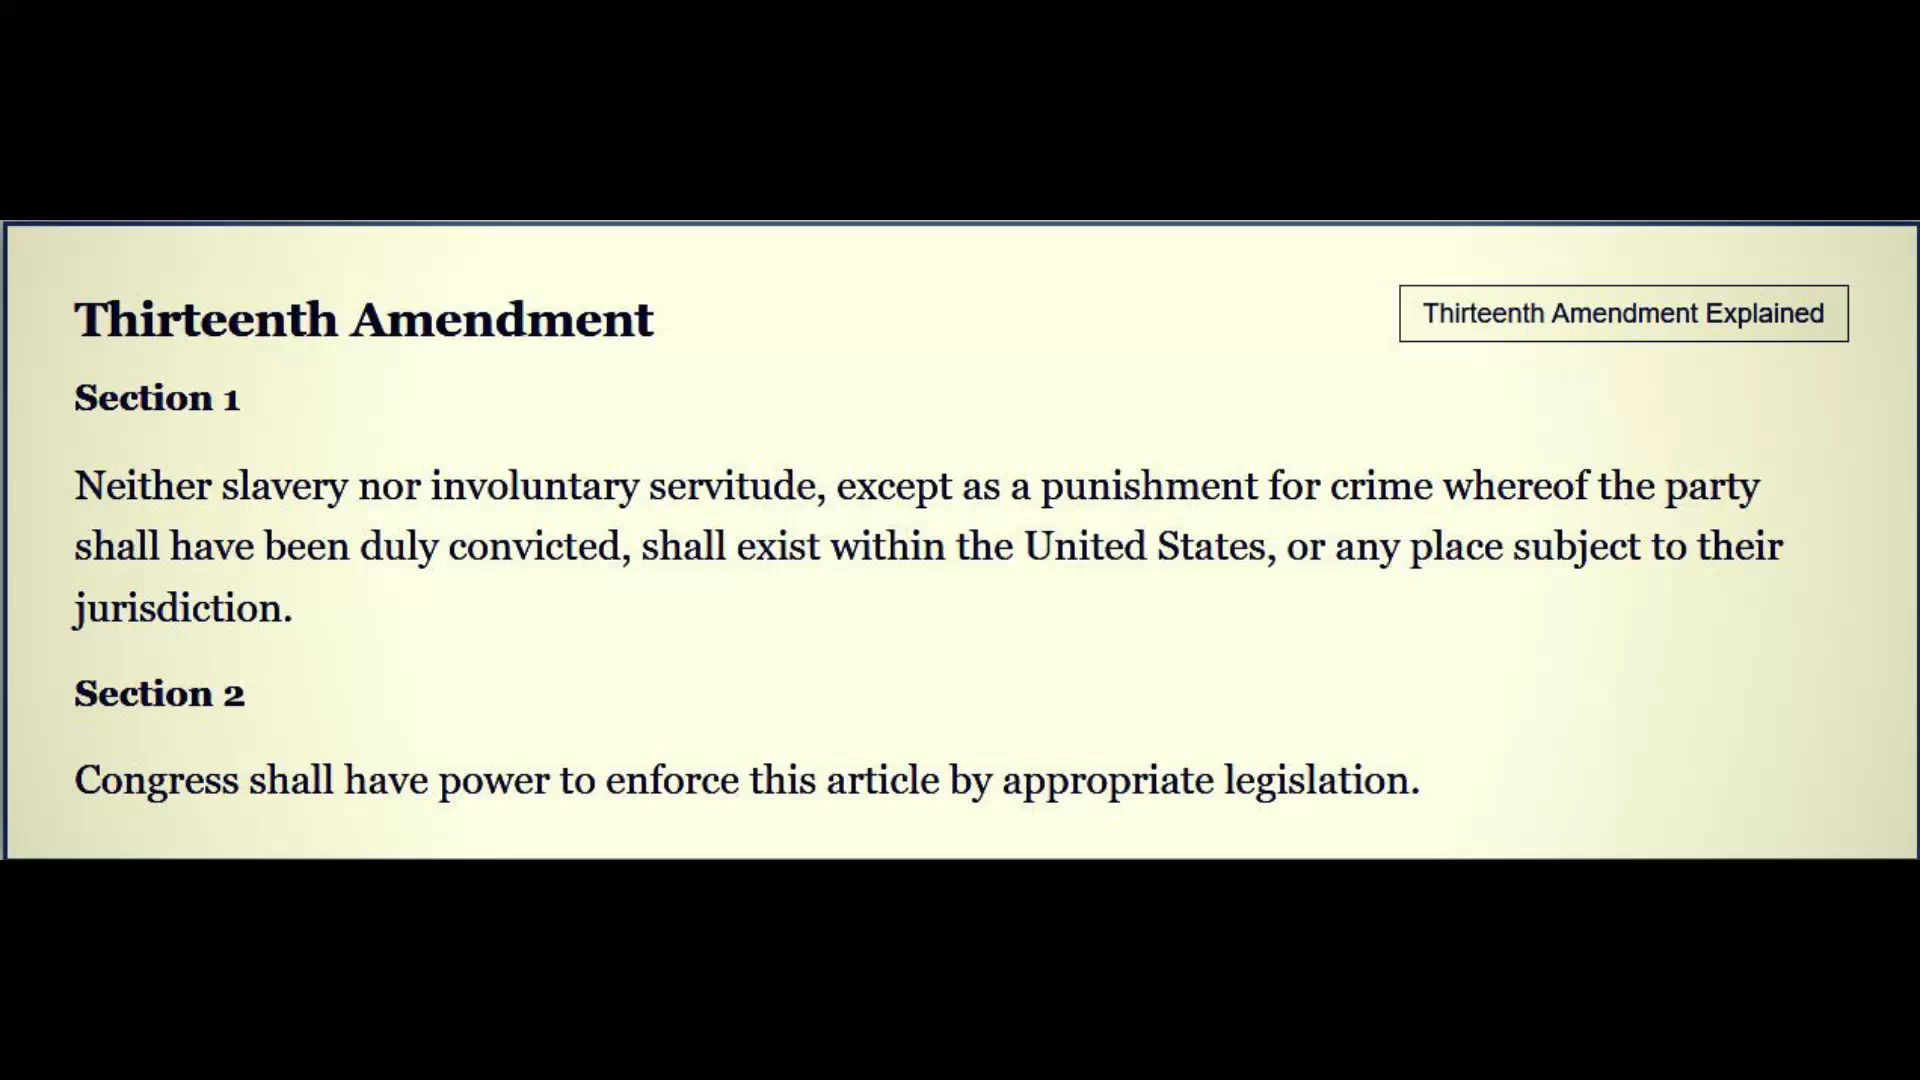 Thirteenth Amendment
Thirteenth Amendment Explained
Section 1
Neither slavery nor involuntary servitude, except as a punishment for crime whereof the party
shall have been duly convicted, shall exist within the United States, or any place subject to their
jurisdiction.
Section 2
Congress shall have power to enforce this article by appropriate legislation.